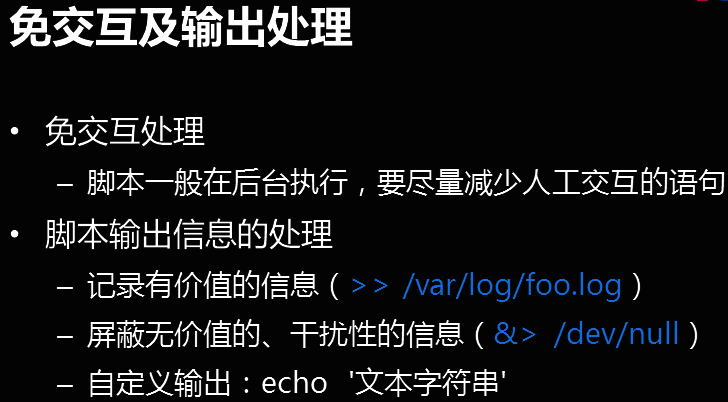 免交互及输出处理
• 免交互处理
– 脚本一般在后台执行，要尽量减少人工交互的语句
• 脚本输出信息的处理
– 记录有价值的信息（>> /var/log/foo.log）
– 屏蔽无价值的、干扰性的信息（&> /dev/null）
– 自定义输出：echo '文本字符串'